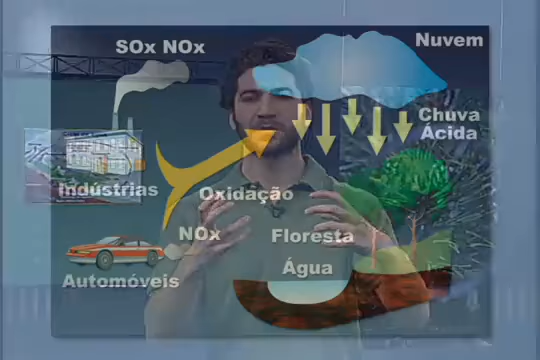 SOx NOx
Nuvem
Chuva
Ácida
Indústrias
Oxidação
NOx
Floresta
Automóveis
Água